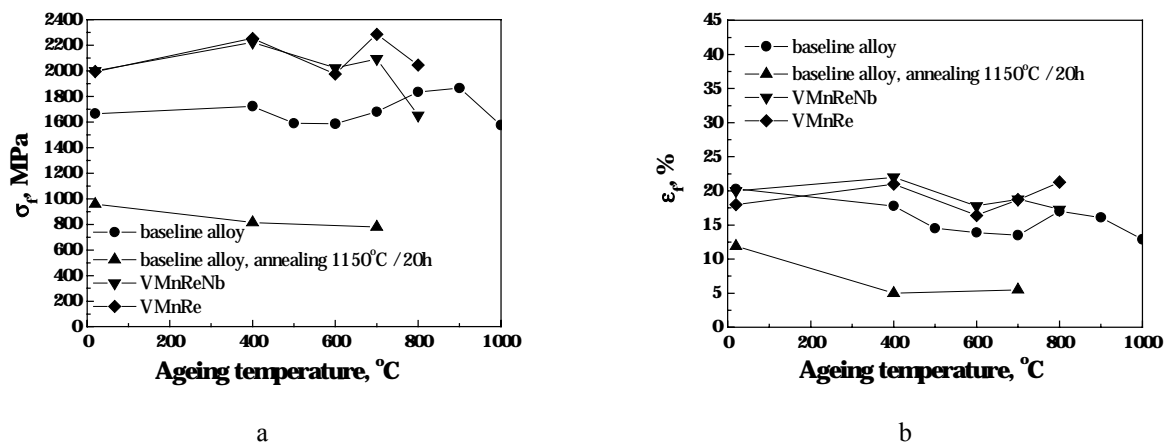 2400
2200
2000
1800
1600
1400
1200
1000
800
600
400
200
0
σf, MPa
baseline alloy
baseline alloy, annealing 1150°C / 20h
VMnReNb
VMnRe
0 200 400 600 800 1000
Ageing temperature, °C
a
45
40
35
30
25
20
15
10
5
0
εf, %
baseline alloy
baseline alloy, annealing 1150°C / 20h
VMnReNb
VMnRe
0 200 400 600 800 1000
Ageing temperature, °C
b